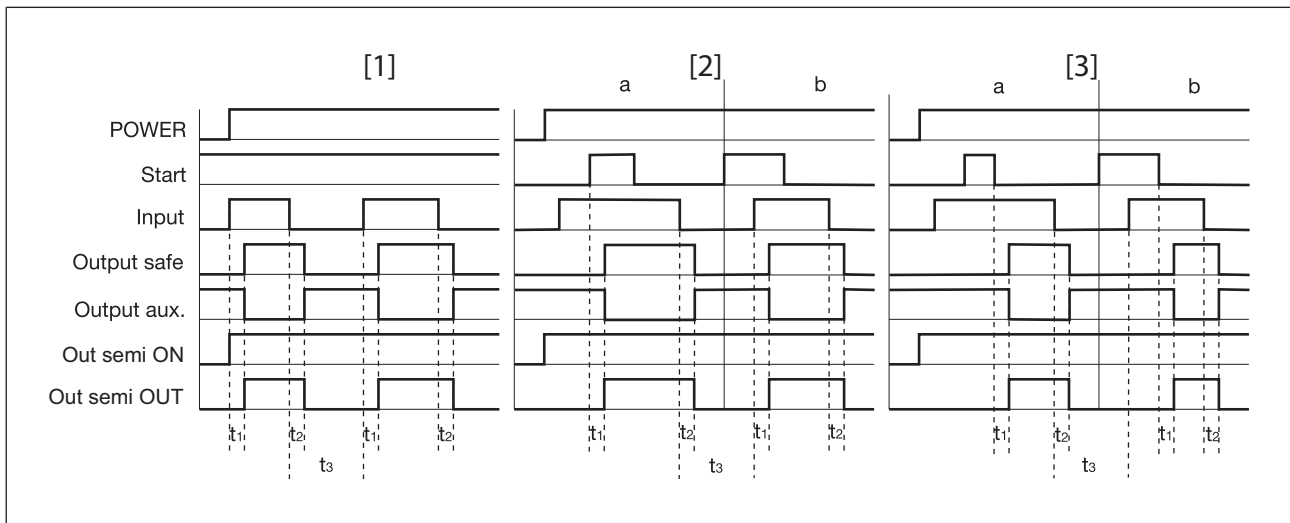 [1] [2] [3]
a b a b
POWER
Start
Input
Output safe
Output aux.
Out semi ON
Out semi OUT
t1 t2 t1 t2 t1 t2 t1 t2 t1 t2 t1 t2
t3 t3 t3